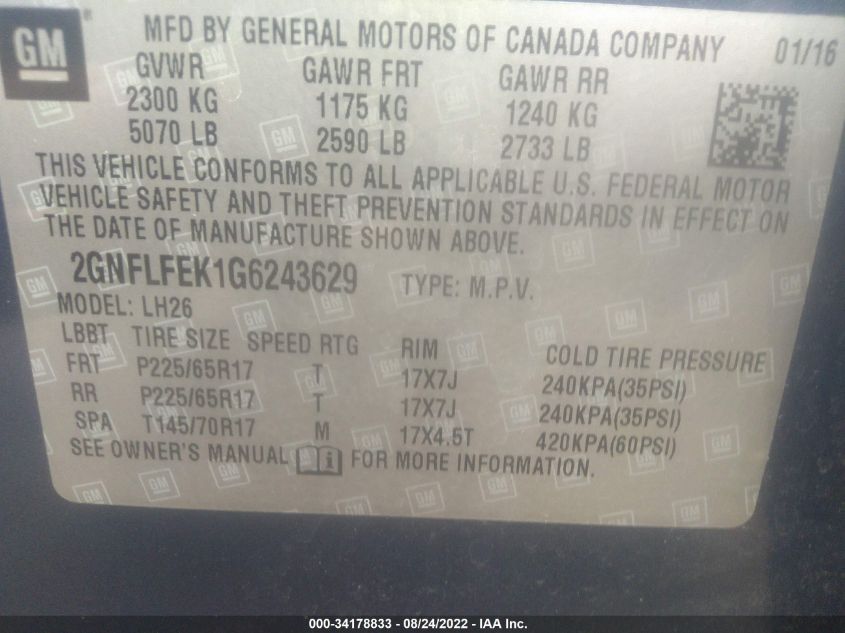 GM ® MFD BY GENERAL MOTORS OF CANADA COMPANY 01/16
GVWR GAWR FRT GAWR RR
2300 KG 1175 KG 1240 KG
5070 LB 2590 LB 2733 LB
THIS VEHICLE CONFORMS TO ALL APPLICABLE U.S. FEDERAL MOTOR
VEHICLE SAFETY AND THEFT PREVENTION STANDARDS IN EFFECT ON
THE DATE OF MANUFACTURE SHOWN ABOVE.
2GNFLFEK1G6243629 TYPE: M.P.V.
MODEL: LH26
LBBT TIRE SIZE SPEED RTG RIM COLD TIRE PRESSURE
FRT P225/65R17 T 17X7J 240KPA(35PSI)
RR P225/65R17 T 17X7J 240KPA(35PSI)
SPA T145/70R17 M 17X4.5T 420KPA(60PSI)
SEE OWNER'S MANUAL i FOR MORE INFORMATION.
000-34178833 - 08/24/2022 - IAA Inc.